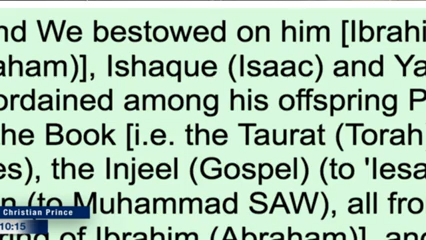 nd We bestowed on him [Ibrahi
aham)], Ishaque (Isaac) and Ya
ordained among his offspring P
he Book [i.e. the Taurat (Torah
es), the Injeel (Gospel) (to 'Iesa
n (to Muhammad SAW), all fro
Christian Prince
10:15
ring of Ibrahim (Abraham)], and